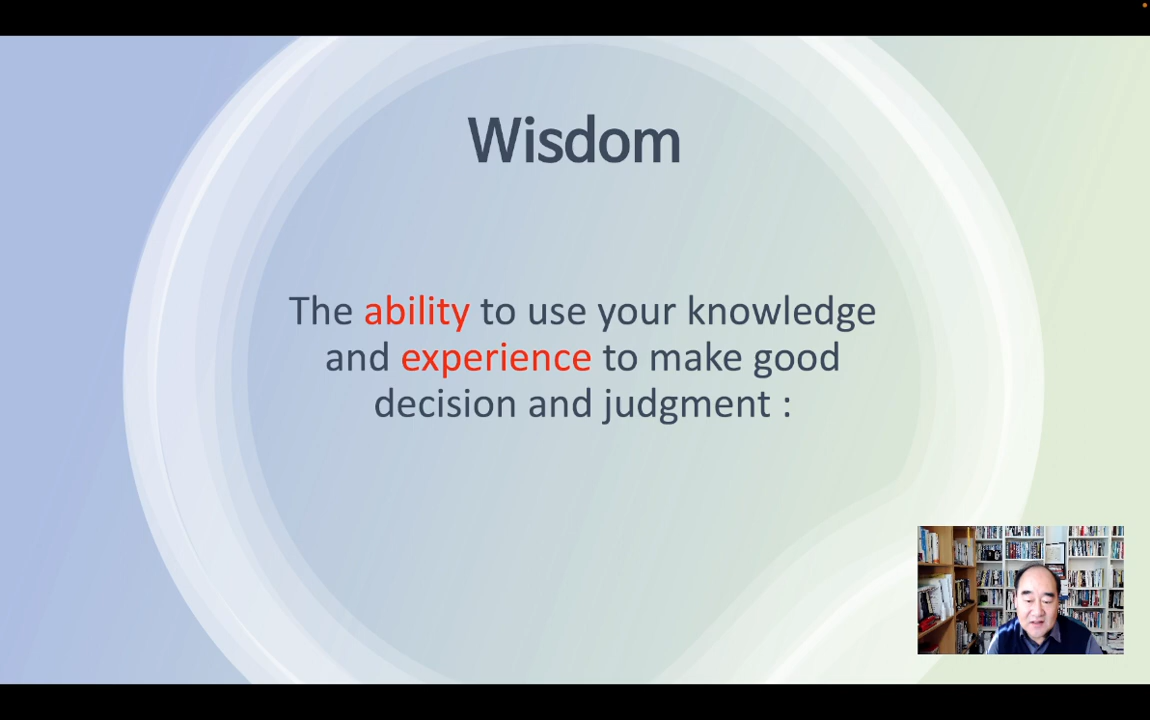 Wisdom
The ability to use your knowledge
and experience to make good
decision and judgment :